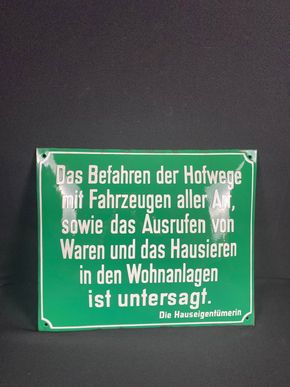 Das Befahren der Hofwege
mit Fahrzeugen aller Art,
sowie das Ausrufen von
Waren und das Hausieren
in den Wohnanlagen
ist untersagt.
Die Hauseigentümerin